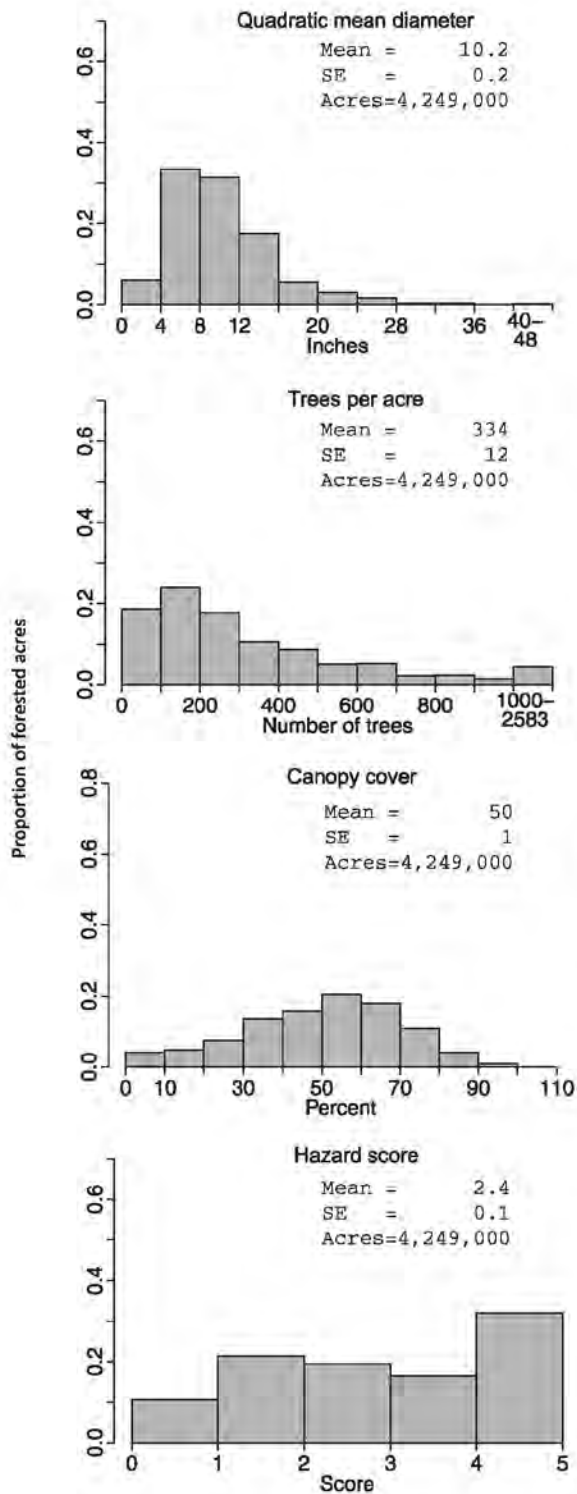 Proportion of forested acres
Quadratic mean diameter
Mean = 10.2
SE = 0.2
Acres=4,249,000
0.6
0.4
0.2
0.0
0 4 8 12 20 28 36 40–
48
Inches
Trees per acre
Mean = 334
SE = 12
Acres=4,249,000
0.6
0.4
0.2
0.0
0 200 400 600 800 1000–
2583
Number of trees
Canopy cover
Mean = 50
SE = 1
Acres=4,249,000
0.8
0.6
0.4
0.2
0.0
0 10 30 50 70 90 110
Percent
Hazard score
Mean = 2.4
SE = 0.1
Acres=4,249,000
0.6
0.4
0.2
0.0
0 1 2 3 4 5
Score